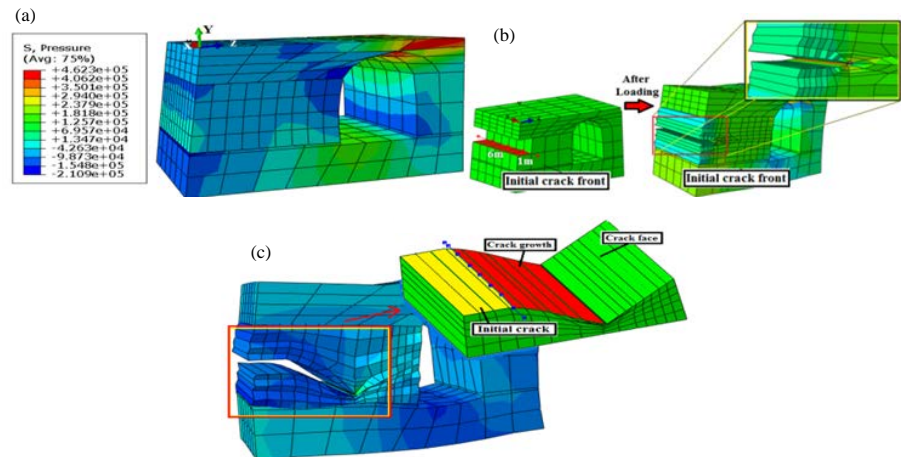 (a)
S, Pressure
(Avg: 75%)
+4.623e+05
+4.062e+05
+3.501e+05
+2.940e+05
+2.379e+05
+1.818e+05
+1.257e+05
+6.957e+04
+1.347e+04
-4.263e+04
-9.873e+04
-1.548e+05
-2.109e+05
Y
X
Z
(b)
6m
1m
Initial crack front
After
Loading
Initial crack front
(c)
Crack growth
Crack face
Initial crack